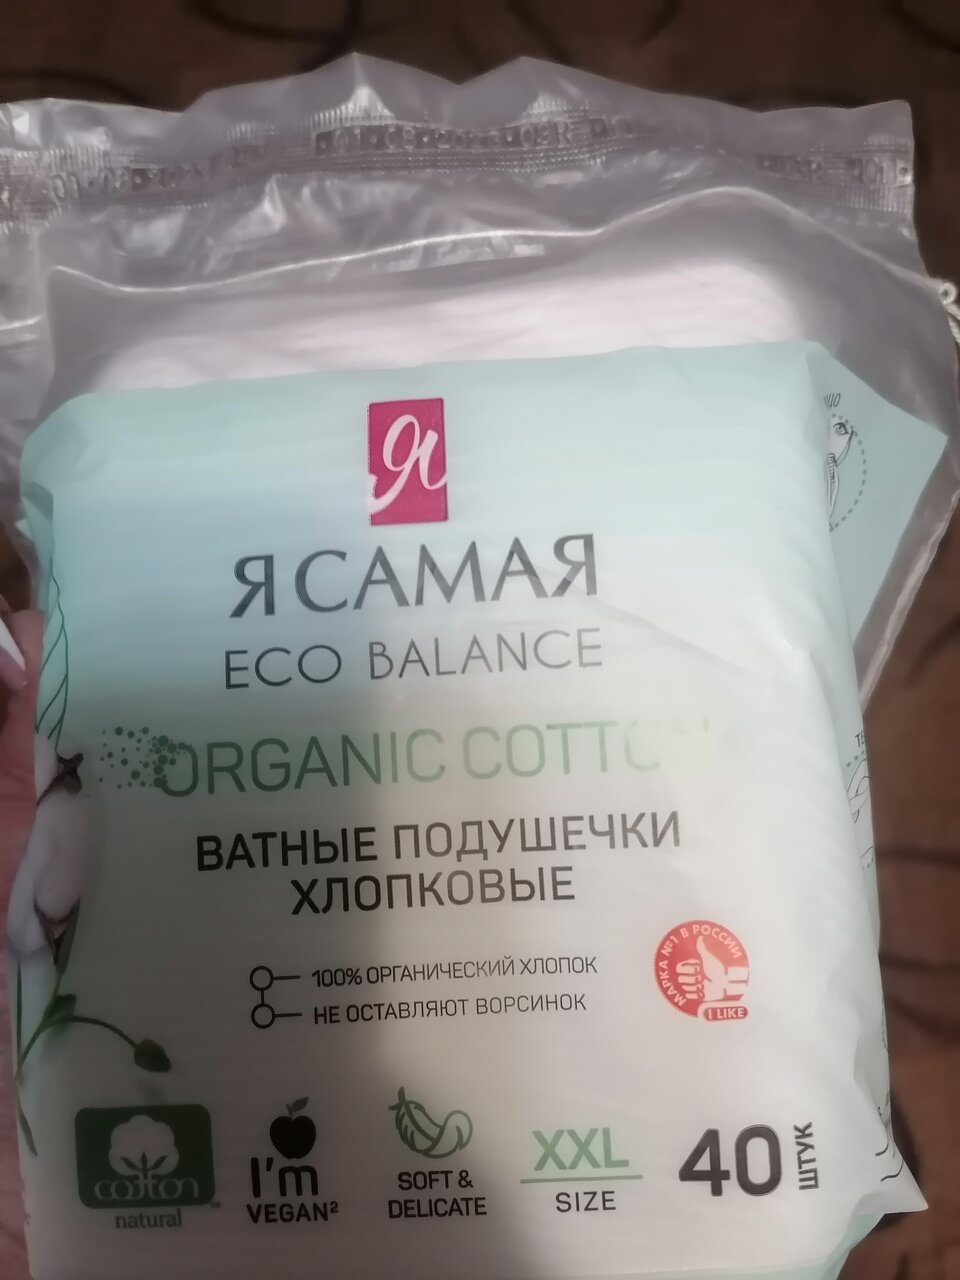 Я
Я САМАЯ
ECO BALANCE
ORGANIC COTTON
ВАТНЫЕ ПОДУШЕЧКИ
ХЛОПКОВЫЕ
100% ОРГАНИЧЕСКИЙ ХЛОПОК
НЕ ОСТАВЛЯЮТ ВОРСИНОК
МАРКА №1 В РОССИИ
I LIKE
cotton
natural
I'm
VEGAN²
SOFT &
DELICATE
XXL
SIZE
40
ШТУК